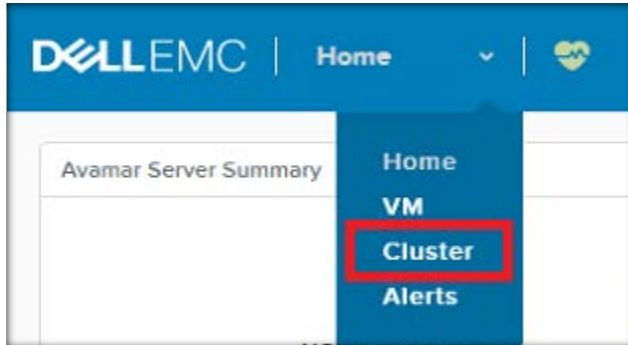 DELLEMC | Home
Avamar Server Summary
Home
VM
Cluster
Alerts